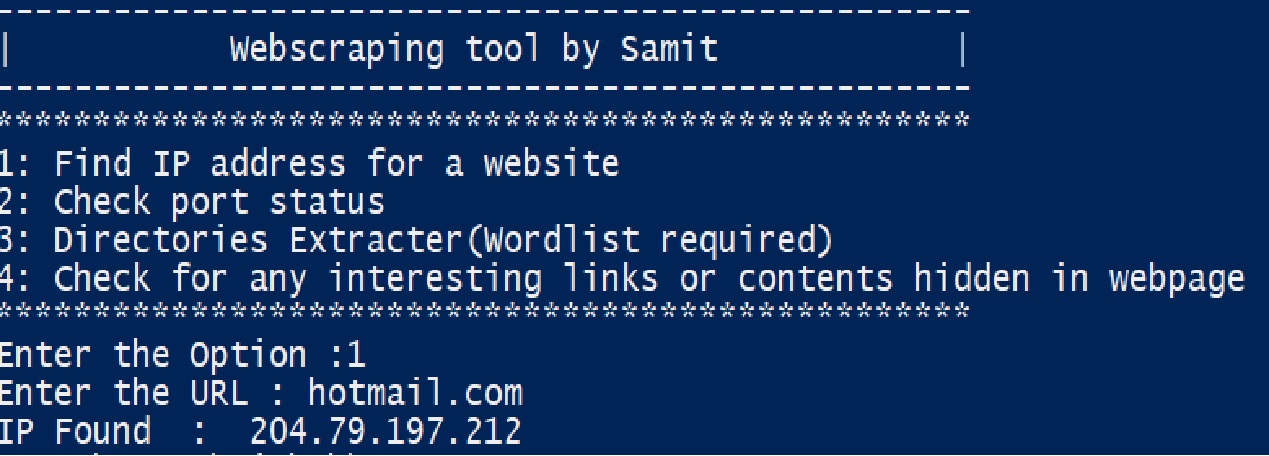 --------------------------------------------------
| Webscraping tool by Samit |
--------------------------------------------------
**************************************************
1: Find IP address for a website
2: Check port status
3: Directories Extracter(Wordlist required)
4: Check for any interesting links or contents hidden in webpage
**************************************************
Enter the Option :1
Enter the URL : hotmail.com
IP Found  :  204.79.197.212